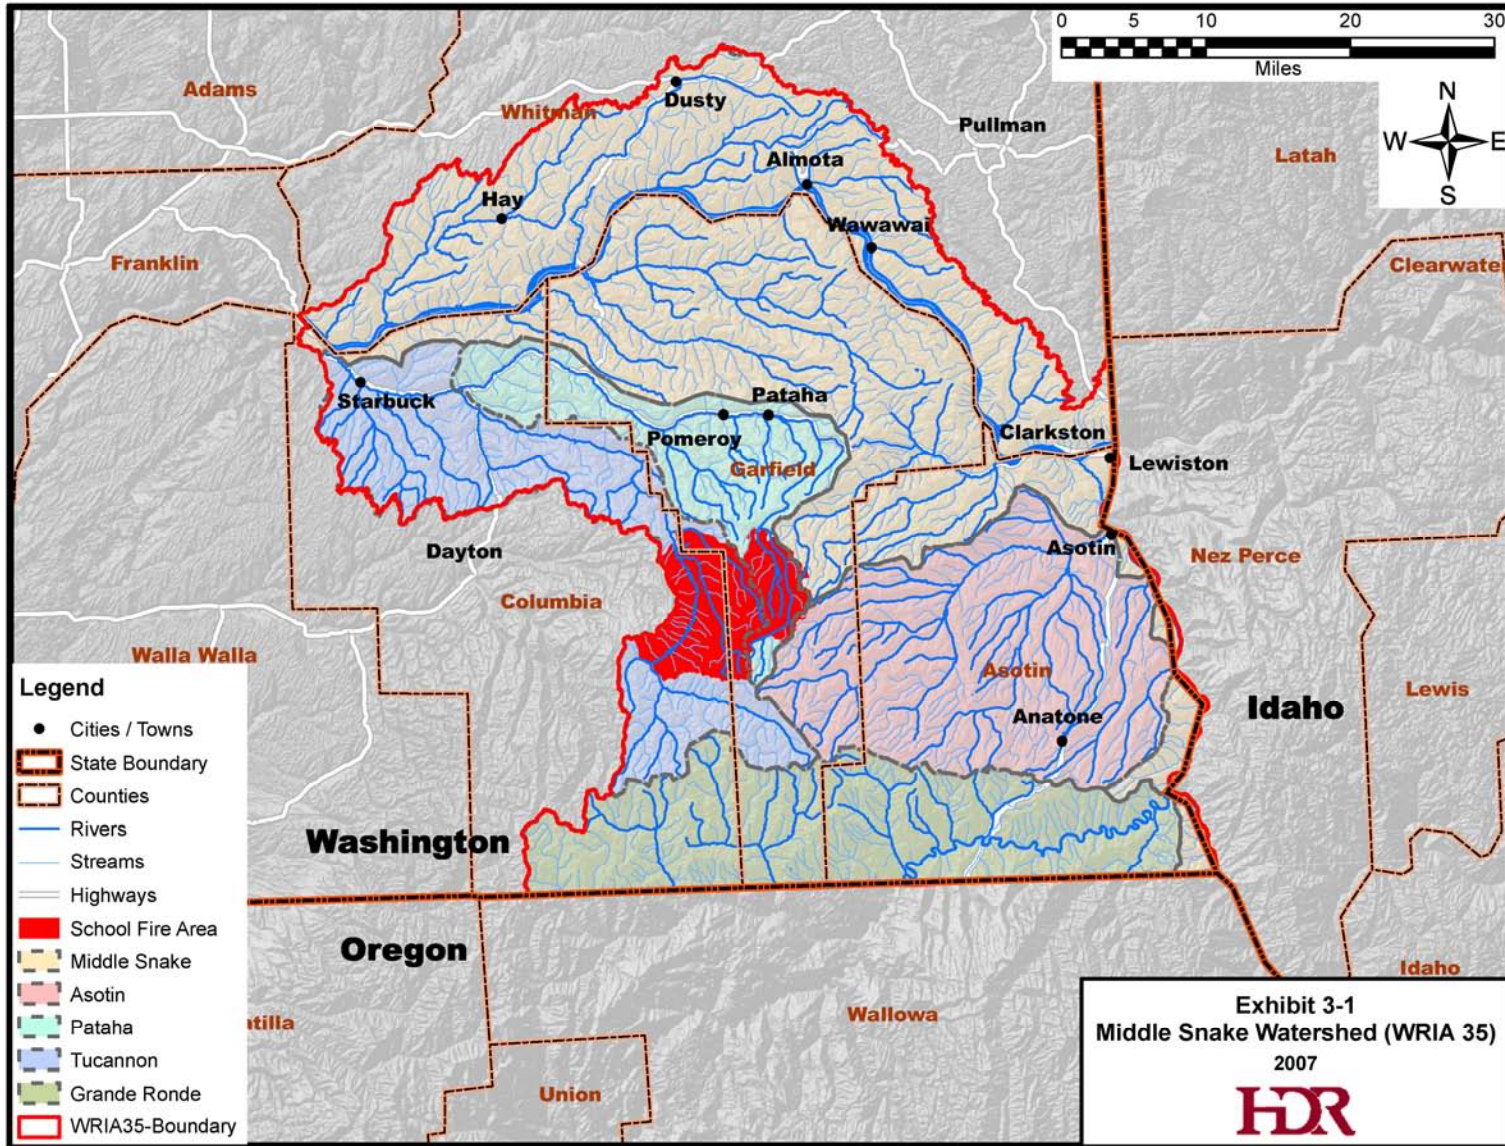 0 5 10 20 30
Miles
N
W E
S
Adams
Whitman
Dusty
Pullman
Almota
Latah
Hay
Wawawai
Franklin
Clearwater
Starbuck
Pataha
Pomeroy
Clarkston
Garfield
Lewiston
Dayton
Asotin
Nez Perce
Columbia
Walla Walla
Asotin
Lewis
Anatone
Idaho
Washington
Oregon
Idaho
Wallowa
atilla
Union
Legend
Cities / Towns
State Boundary
Counties
Rivers
Streams
Highways
School Fire Area
Middle Snake
Asotin
Pataha
Tucannon
Grande Ronde
WRIA35-Boundary
Exhibit 3-1
Middle Snake Watershed (WRIA 35)
2007
HDR